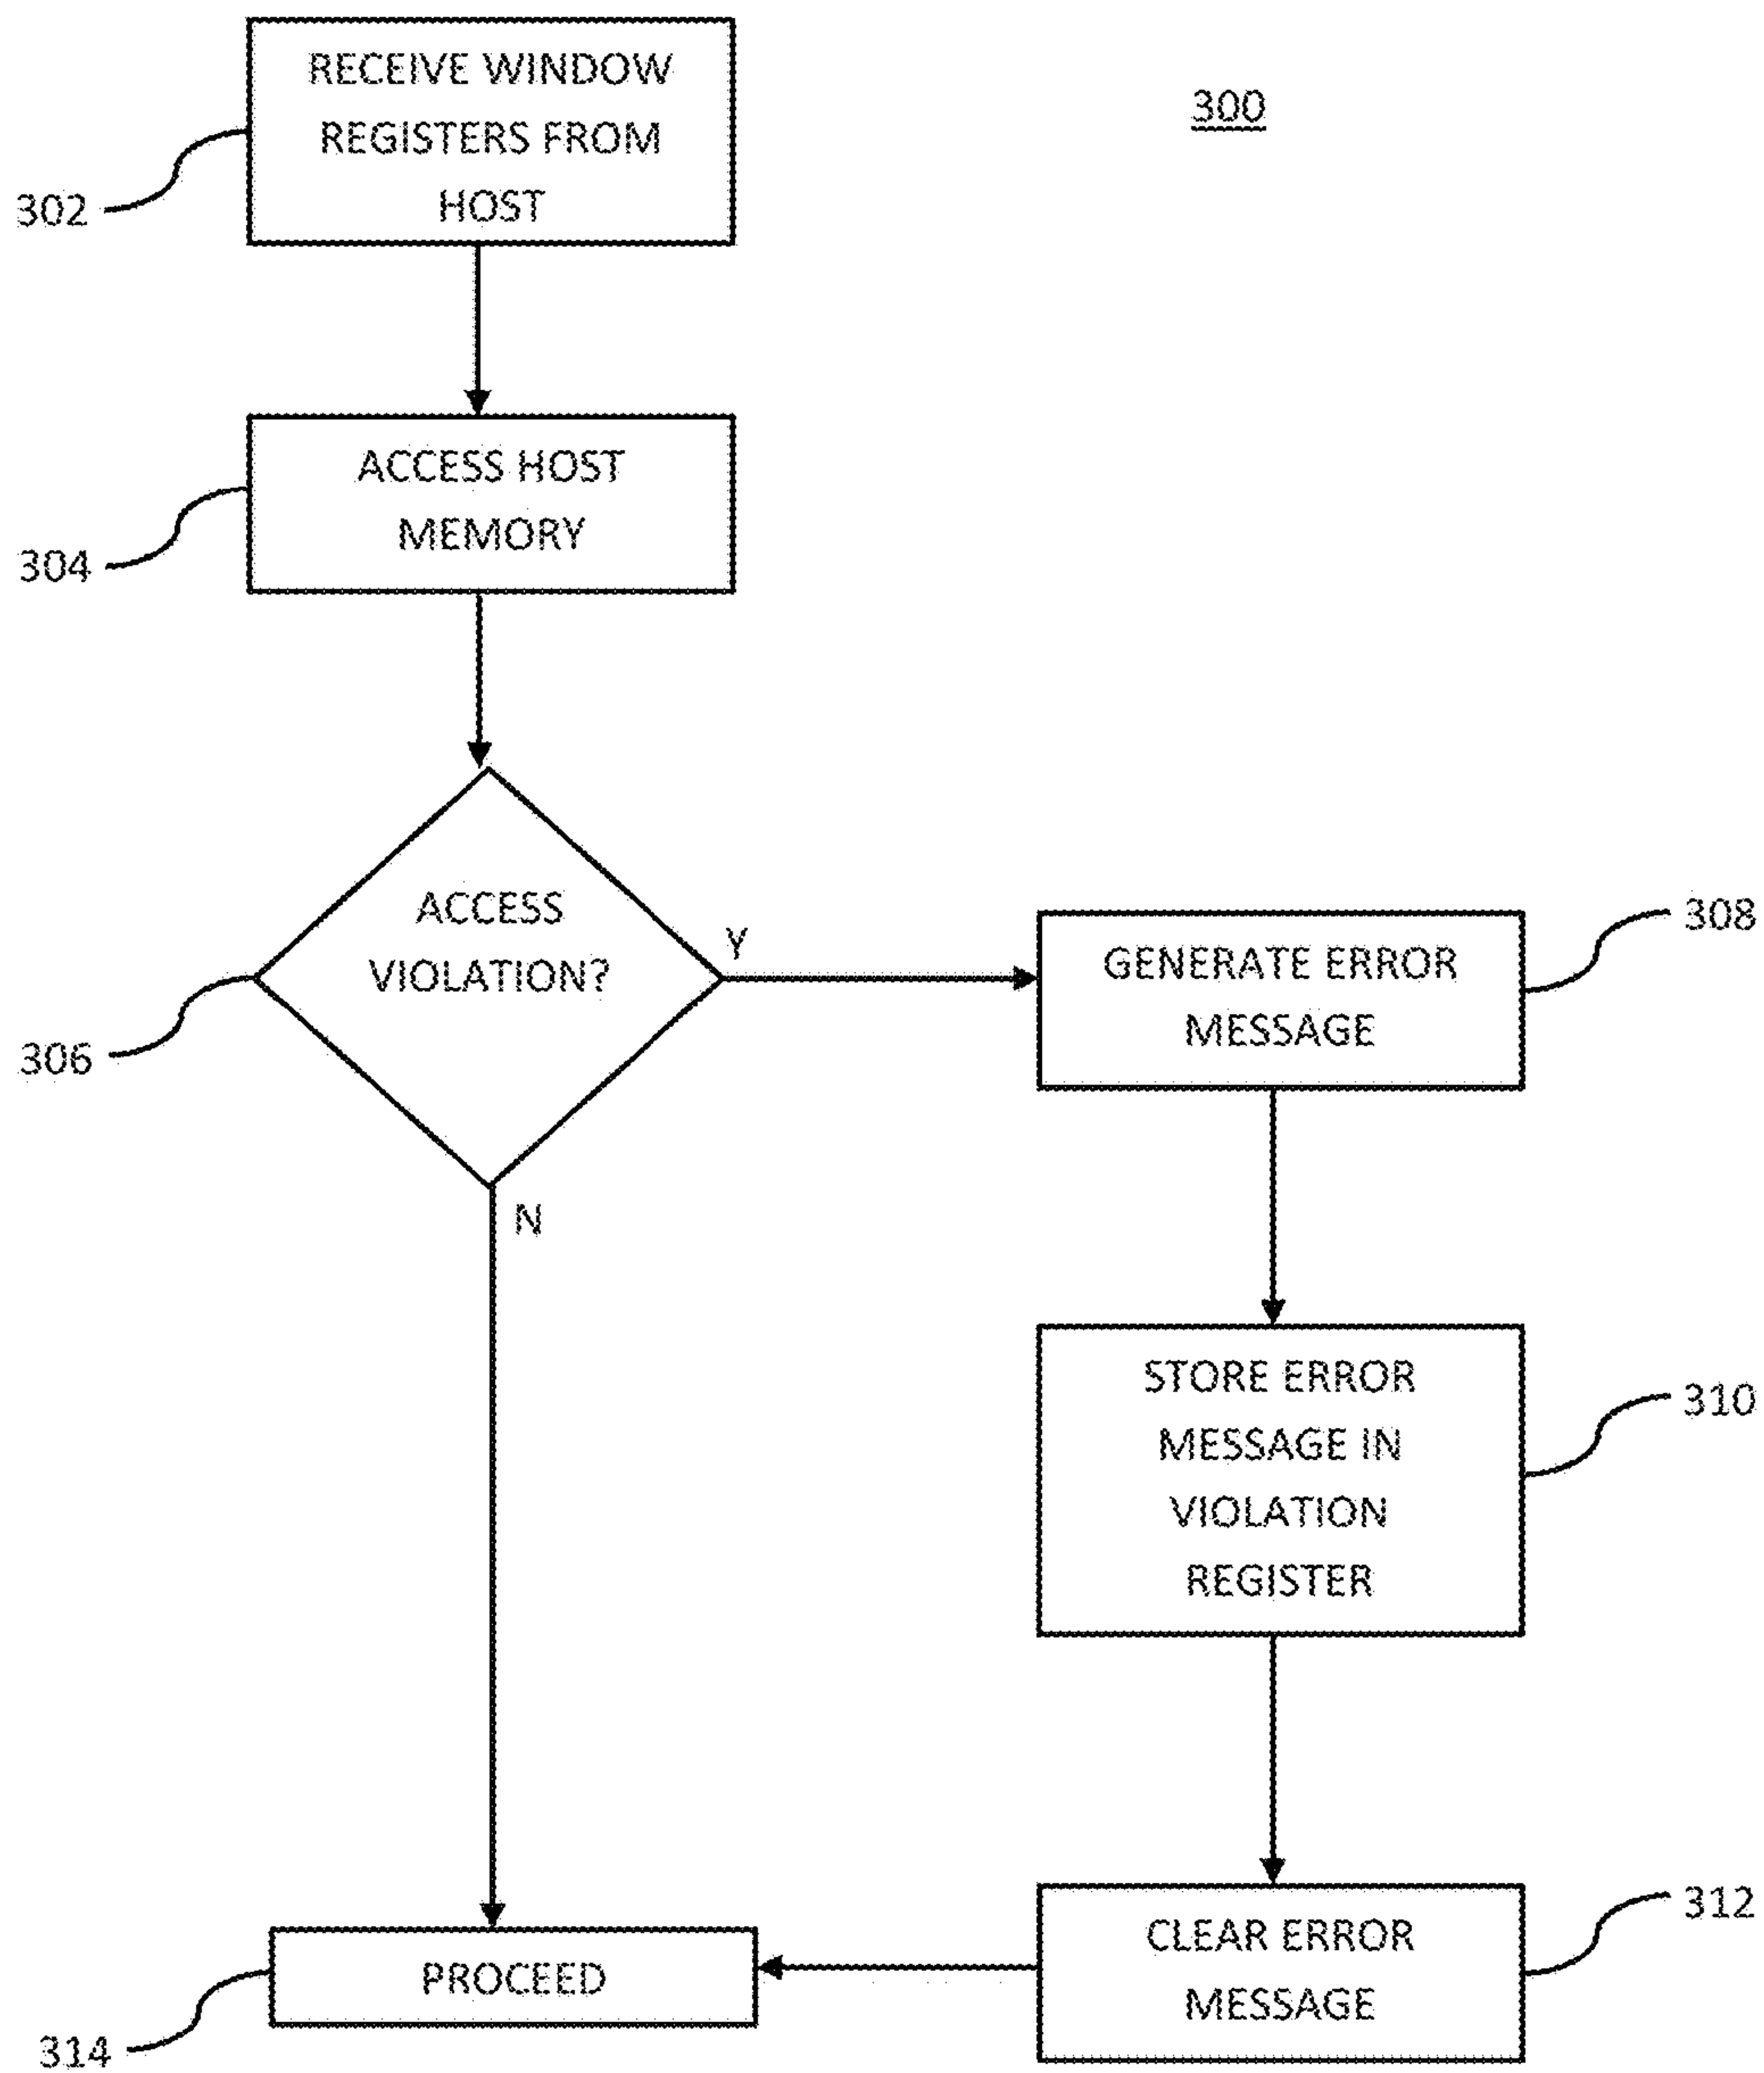 300
RECEIVE WINDOW
REGISTERS FROM
HOST
302
ACCESS HOST
MEMORY
304
ACCESS
VIOLATION?
306
Y
N
GENERATE ERROR
MESSAGE
308
STORE ERROR
MESSAGE IN
VIOLATION
REGISTER
310
CLEAR ERROR
MESSAGE
312
PROCEED
314